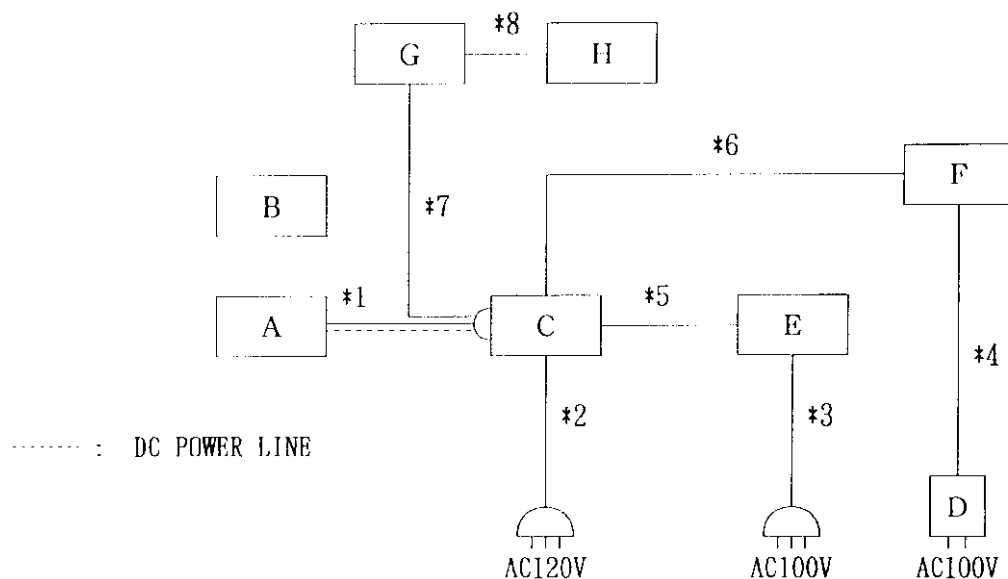 *8
G
H
*6
F
B
*7
*1
*5
A
C
E
*4
*2
*3
: DC POWER LINE
D
AC120V
AC100V
AC100V